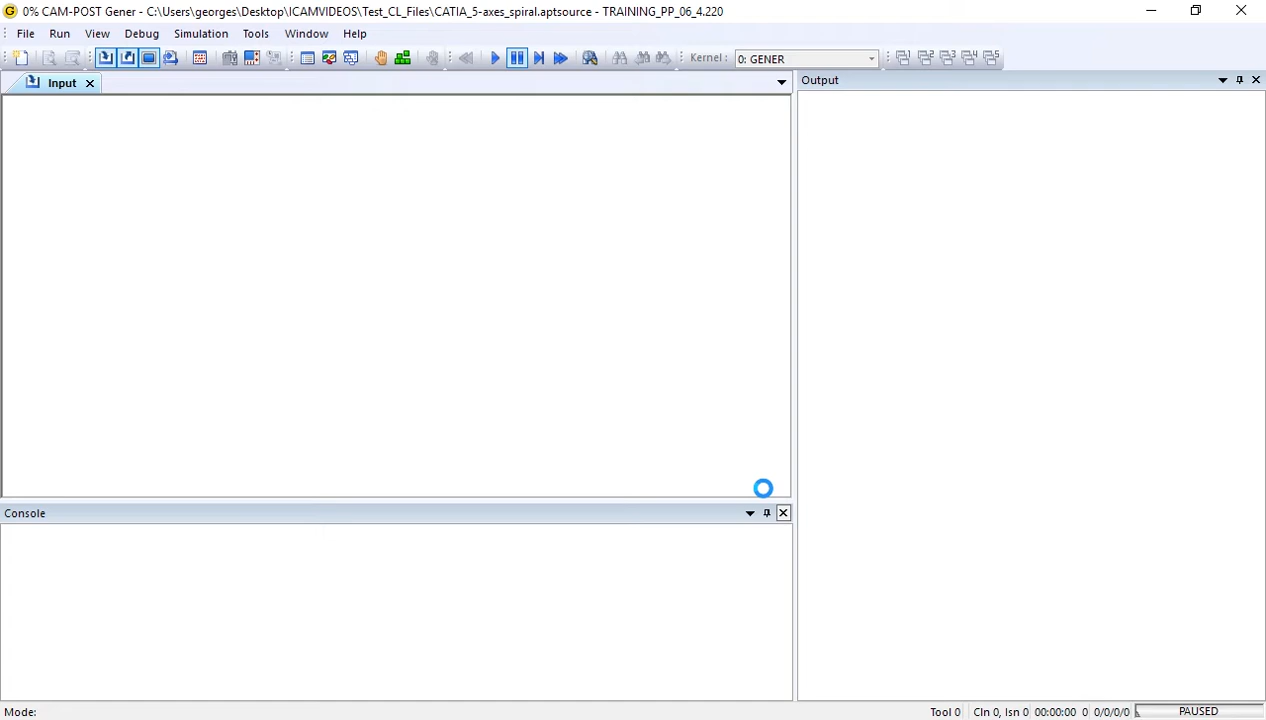 0% CAM-POST Gener - C:\Users\georges\Desktop\ICAMVIDEOS\Test_CL_Files\CATIA_5-axes_spiral.aptsource - TRAINING_PP_06_4.220
File Run View Debug Simulation Tools Window Help
Kernel : 0: GENER
Input
Output
Console
Mode: Tool 0 Cln 0, Isn 0 00:00:00 0 0/0/0/0 PAUSED